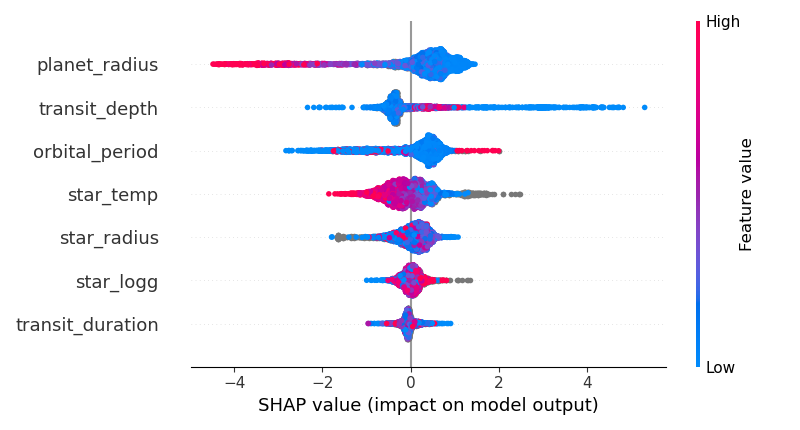 High
planet_radius
transit_depth
orbital_period
star_temp
star_radius
star_logg
transit_duration
Feature value
Low
−4 −2 0 2 4
SHAP value (impact on model output)